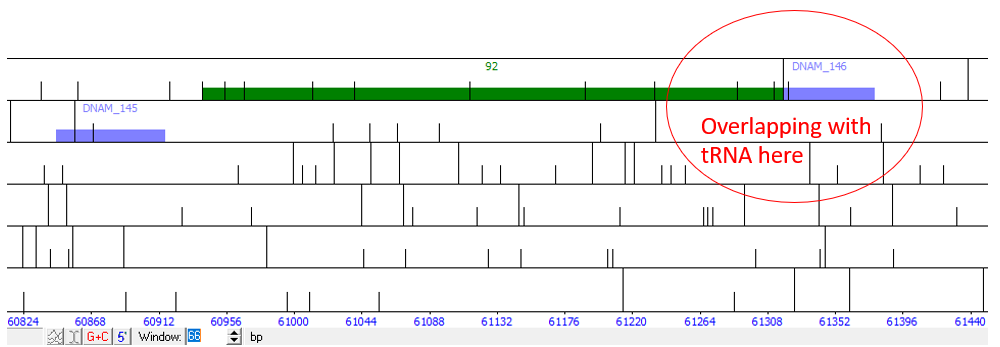 92
DNAM_146
DNAM_145
Overlapping with
tRNA here
60824 60868 60912 60956 61000 61044 61088 61132 61176 61220 61264 61308 61352 61396 61440
G+C 5' Window: 66 bp